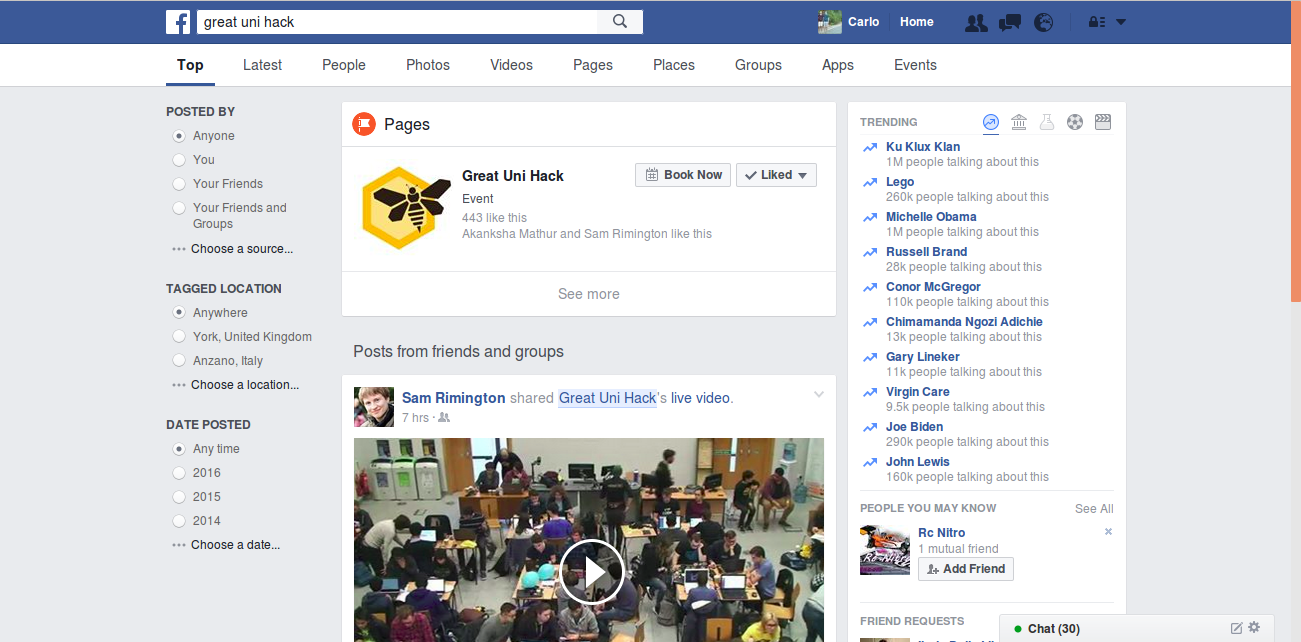 great uni hack
Carlo
Home
Top
Latest
People
Photos
Videos
Pages
Places
Groups
Apps
Events
POSTED BY
Anyone
You
Your Friends
Your Friends and
Groups
Choose a source...
TAGGED LOCATION
Anywhere
York, United Kingdom
Anzano, Italy
Choose a location...
DATE POSTED
Any time
2016
2015
2014
Choose a date...
Pages
Great Uni Hack
Event
443 like this
Akanksha Mathur and Sam Rimington like this
Book Now
Liked
See more
Posts from friends and groups
Sam Rimington shared Great Uni Hack's live video.
7 hrs ·
TRENDING
Ku Klux Klan
1M people talking about this
Lego
260k people talking about this
Michelle Obama
1M people talking about this
Russell Brand
28k people talking about this
Conor McGregor
110k people talking about this
Chimamanda Ngozi Adichie
13k people talking about this
Gary Lineker
11k people talking about this
Virgin Care
9.5k people talking about this
Joe Biden
290k people talking about this
John Lewis
160k people talking about this
PEOPLE YOU MAY KNOW
See All
Rc Nitro
1 mutual friend
Add Friend
FRIEND REQUESTS
Chat (30)